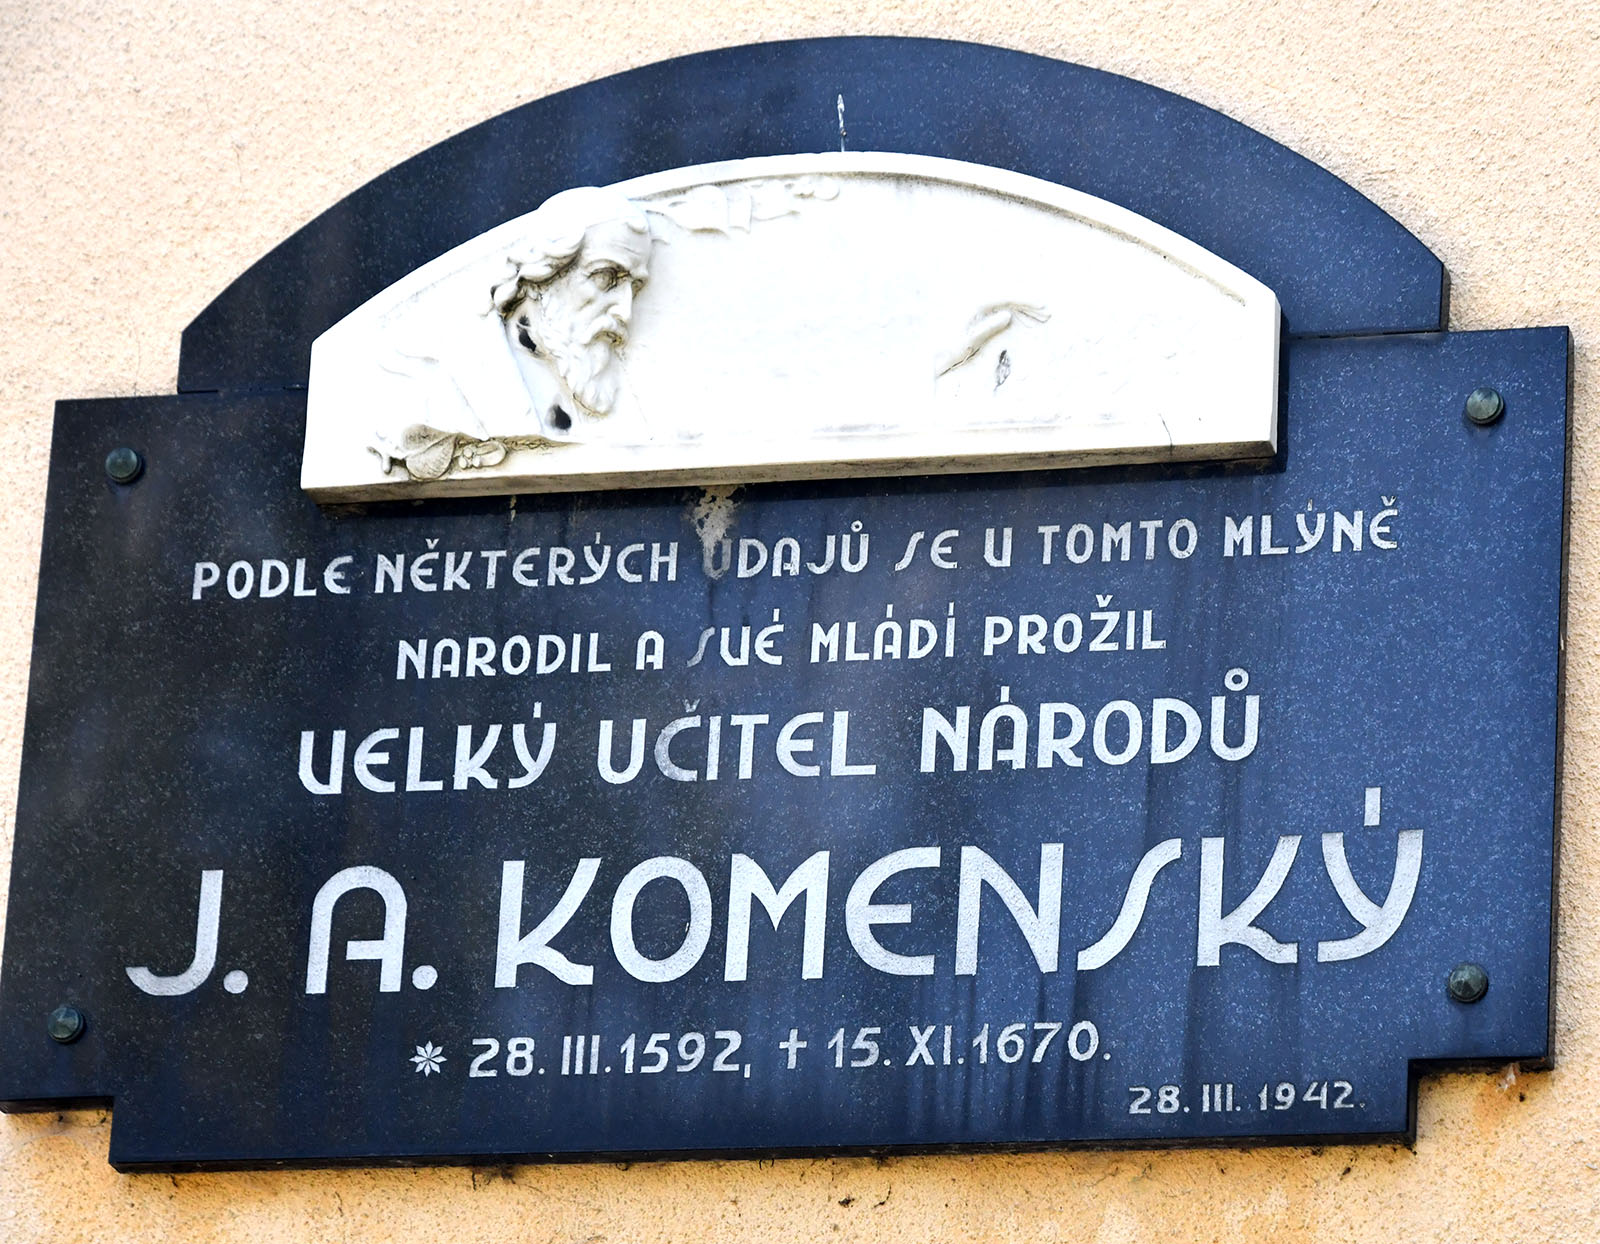 PODLE NĚKTERÝCH ÚDAJŮ SE U TOMTO MLÝNĚ
NARODIL A SVÉ MLÁDÍ PROŽIL
VELKÝ UČITEL NÁRODŮ
J. A. KOMENSKÝ
* 28. III. 1592, † 15. XI. 1670.
28. III. 1942.